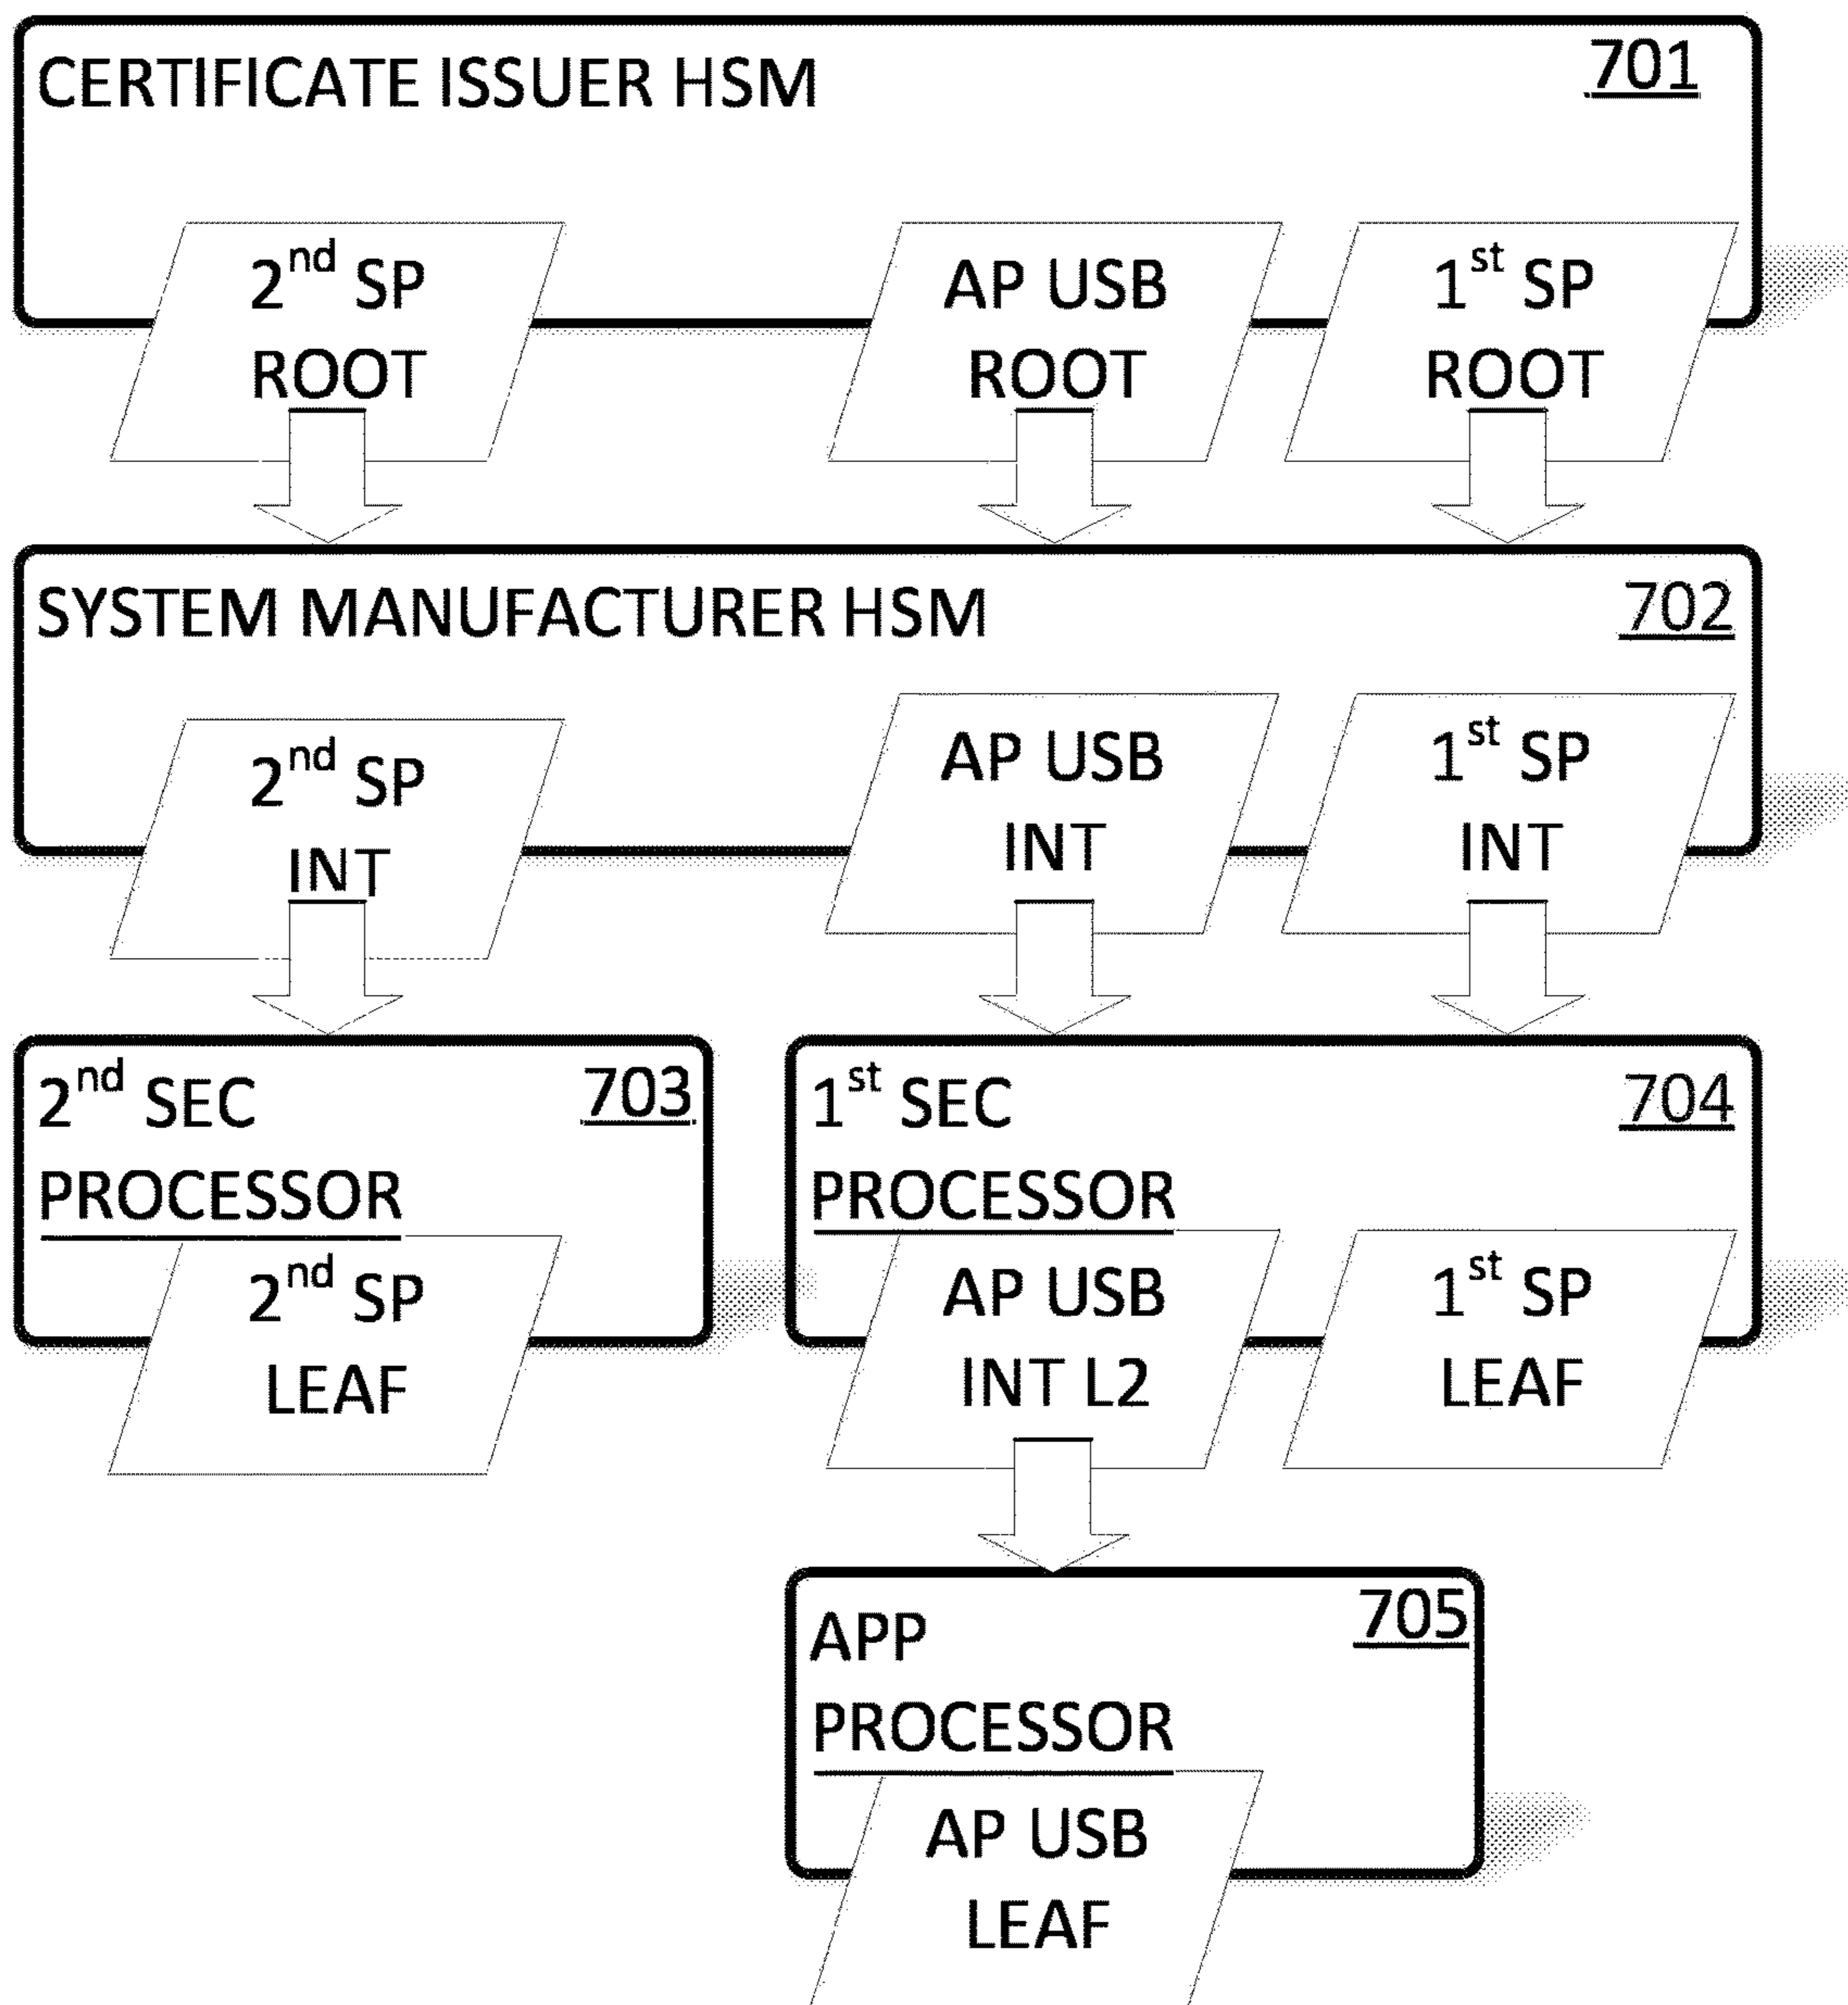 CERTIFICATE ISSUER HSM 701
2nd SP
ROOT
AP USB
ROOT
1st SP
ROOT
SYSTEM MANUFACTURER HSM 702
2nd SP
INT
AP USB
INT
1st SP
INT
2nd SEC
PROCESSOR
703
2nd SP
LEAF
1st SEC
PROCESSOR
704
AP USB
INT L2
1st SP
LEAF
APP
PROCESSOR
705
AP USB
LEAF